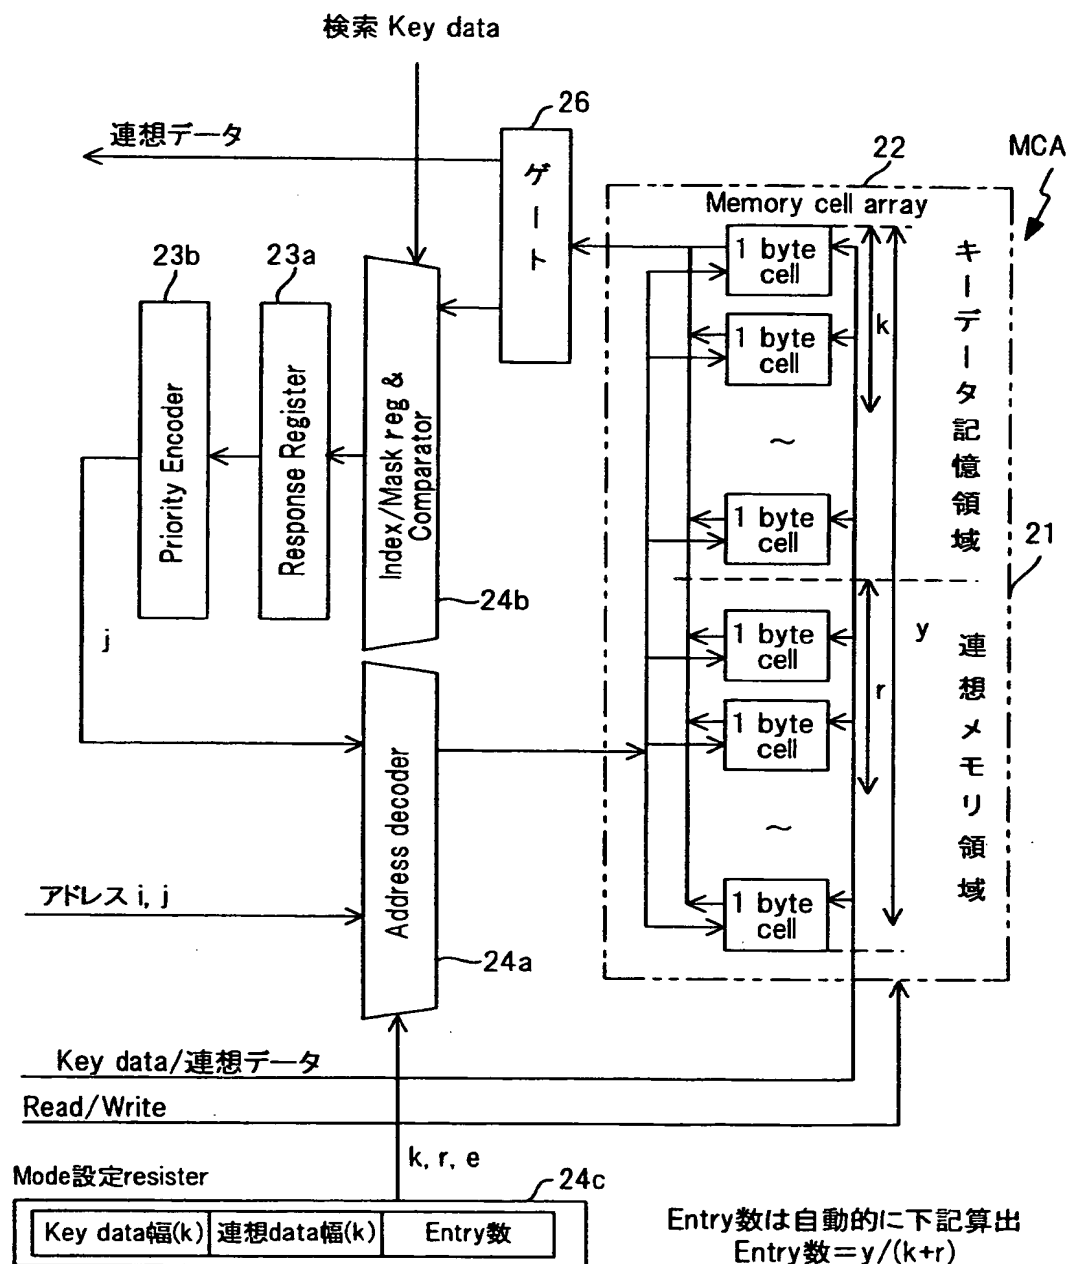 検索 Key data
26
連想データ
ゲート
22
MCA
Memory cell array
23b
23a
1 byte
cell
キーデータ記憶領域
k
1 byte
cell
Priority Encoder
Response Register
Index/Mask reg &
Comparator
~
1 byte
cell
21
24b
j
1 byte
cell
y
連想メモリ領域
r
1 byte
cell
Address decoder
~
アドレス i, j
1 byte
cell
24a
Key data/連想データ
Read/Write
k, r, e
Mode設定resister
24c
Key data幅(k)
連想data幅(k)
Entry数
Entry数は自動的に下記算出
Entry数＝y/(k+r)